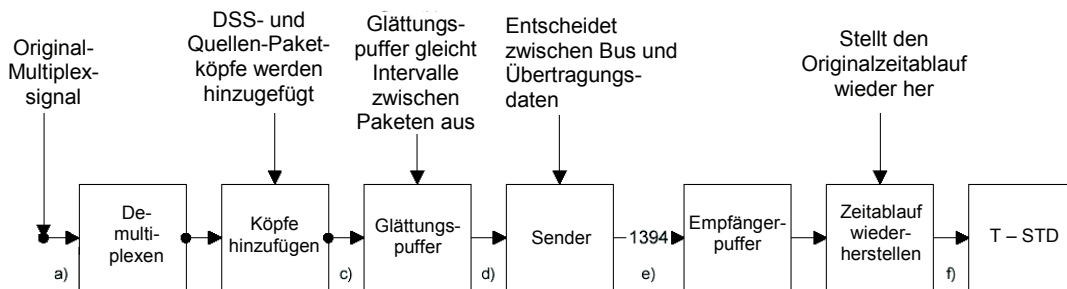 Original-
Multiplex-
signal
DSS- und
Quellen-Paket-
köpfe werden
hinzugefügt
Glättungs-
puffer gleicht
Intervalle
zwischen
Paketen aus
Entscheidet
zwischen Bus und
Übertragungs-
daten
Stellt den
Originalzeitablauf
wieder her
a)
De-
multi-
plexen
Köpfe
hinzufügen
c)
Glättungs-
puffer
d)
Sender
1394
e)
Empfänger-
puffer
Zeitablauf
wieder-
herstellen
f)
T – STD